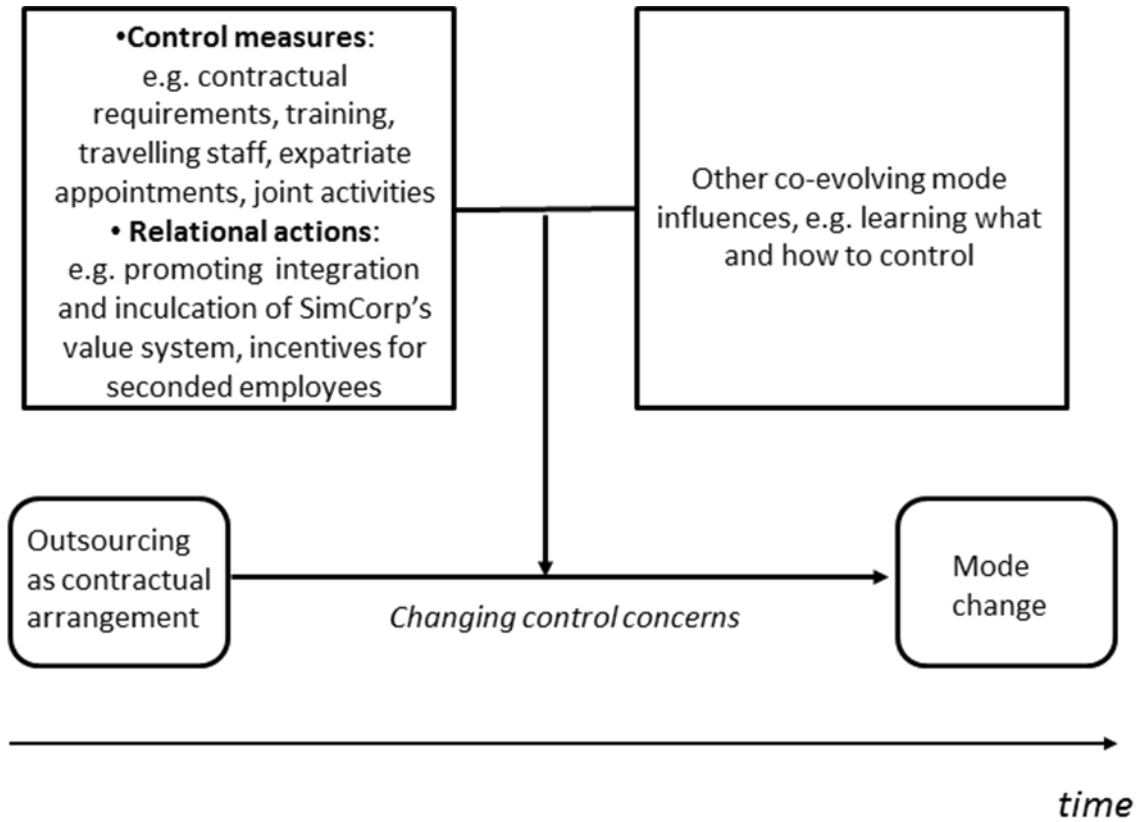 •Control measures:
e.g. contractual
requirements, training,
travelling staff, expatriate
appointments, joint activities
• Relational actions:
e.g. promoting integration
and inculcation of SimCorp’s
value system, incentives for
seconded employees
Other co-evolving mode
influences, e.g. learning what
and how to control
Outsourcing
as contractual
arrangement
Changing control concerns
Mode
change
time